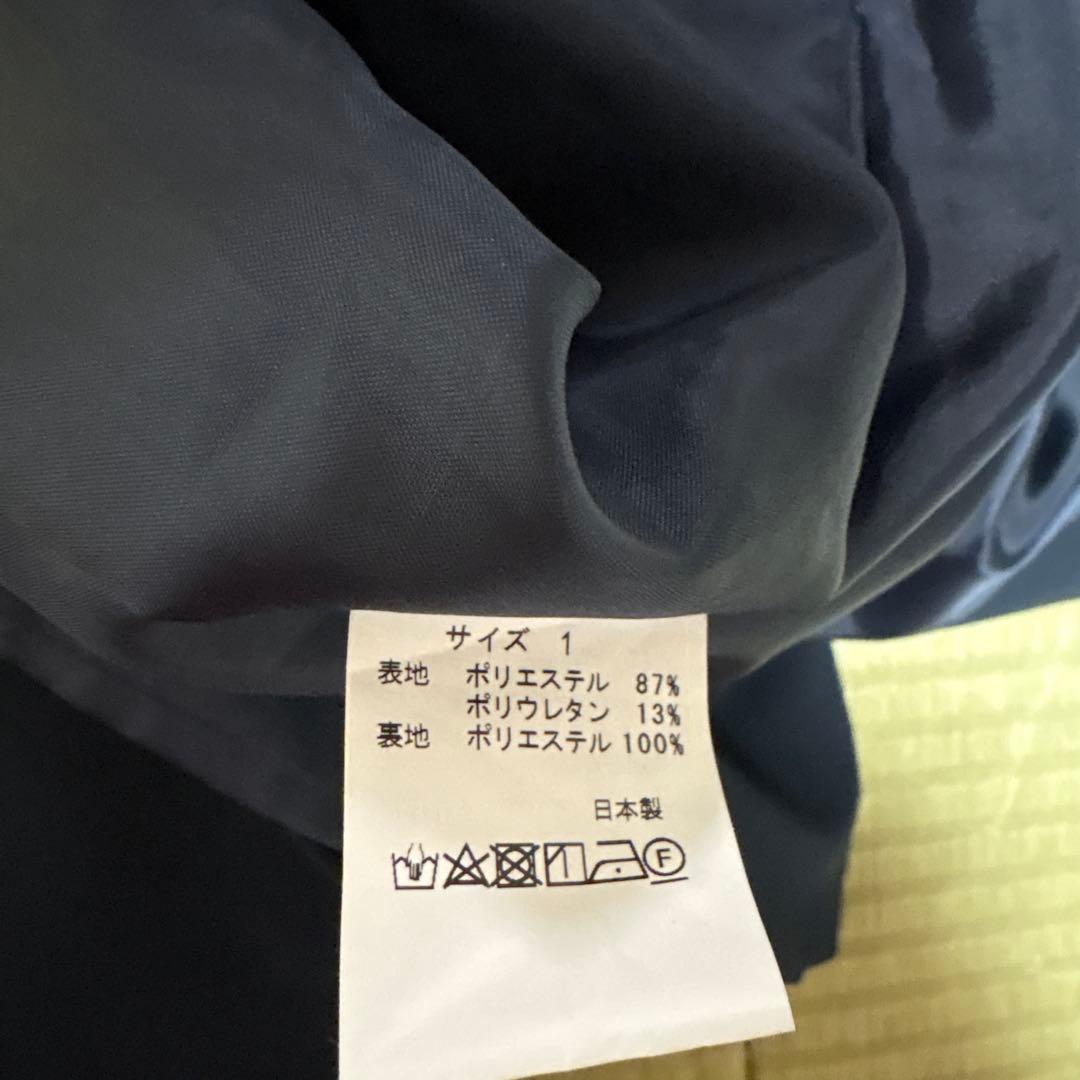 サイズ 1
表地 ポリエステル 87%
ポリウレタン 13%
裏地 ポリエステル 100%
日本製
F